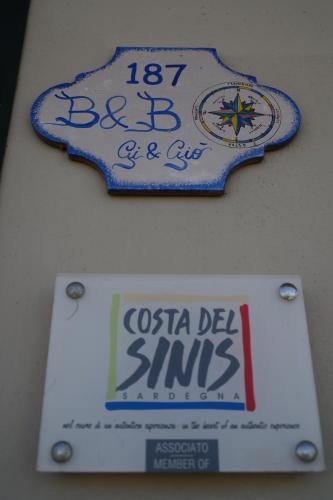 187
B&B
Gi & Giò
COSTA DEL
SINIS
SARDEGNA
nel cuore di un'autentica esperienza - in the heart of an authentic experience
ASSOCIATO
MEMBER OF